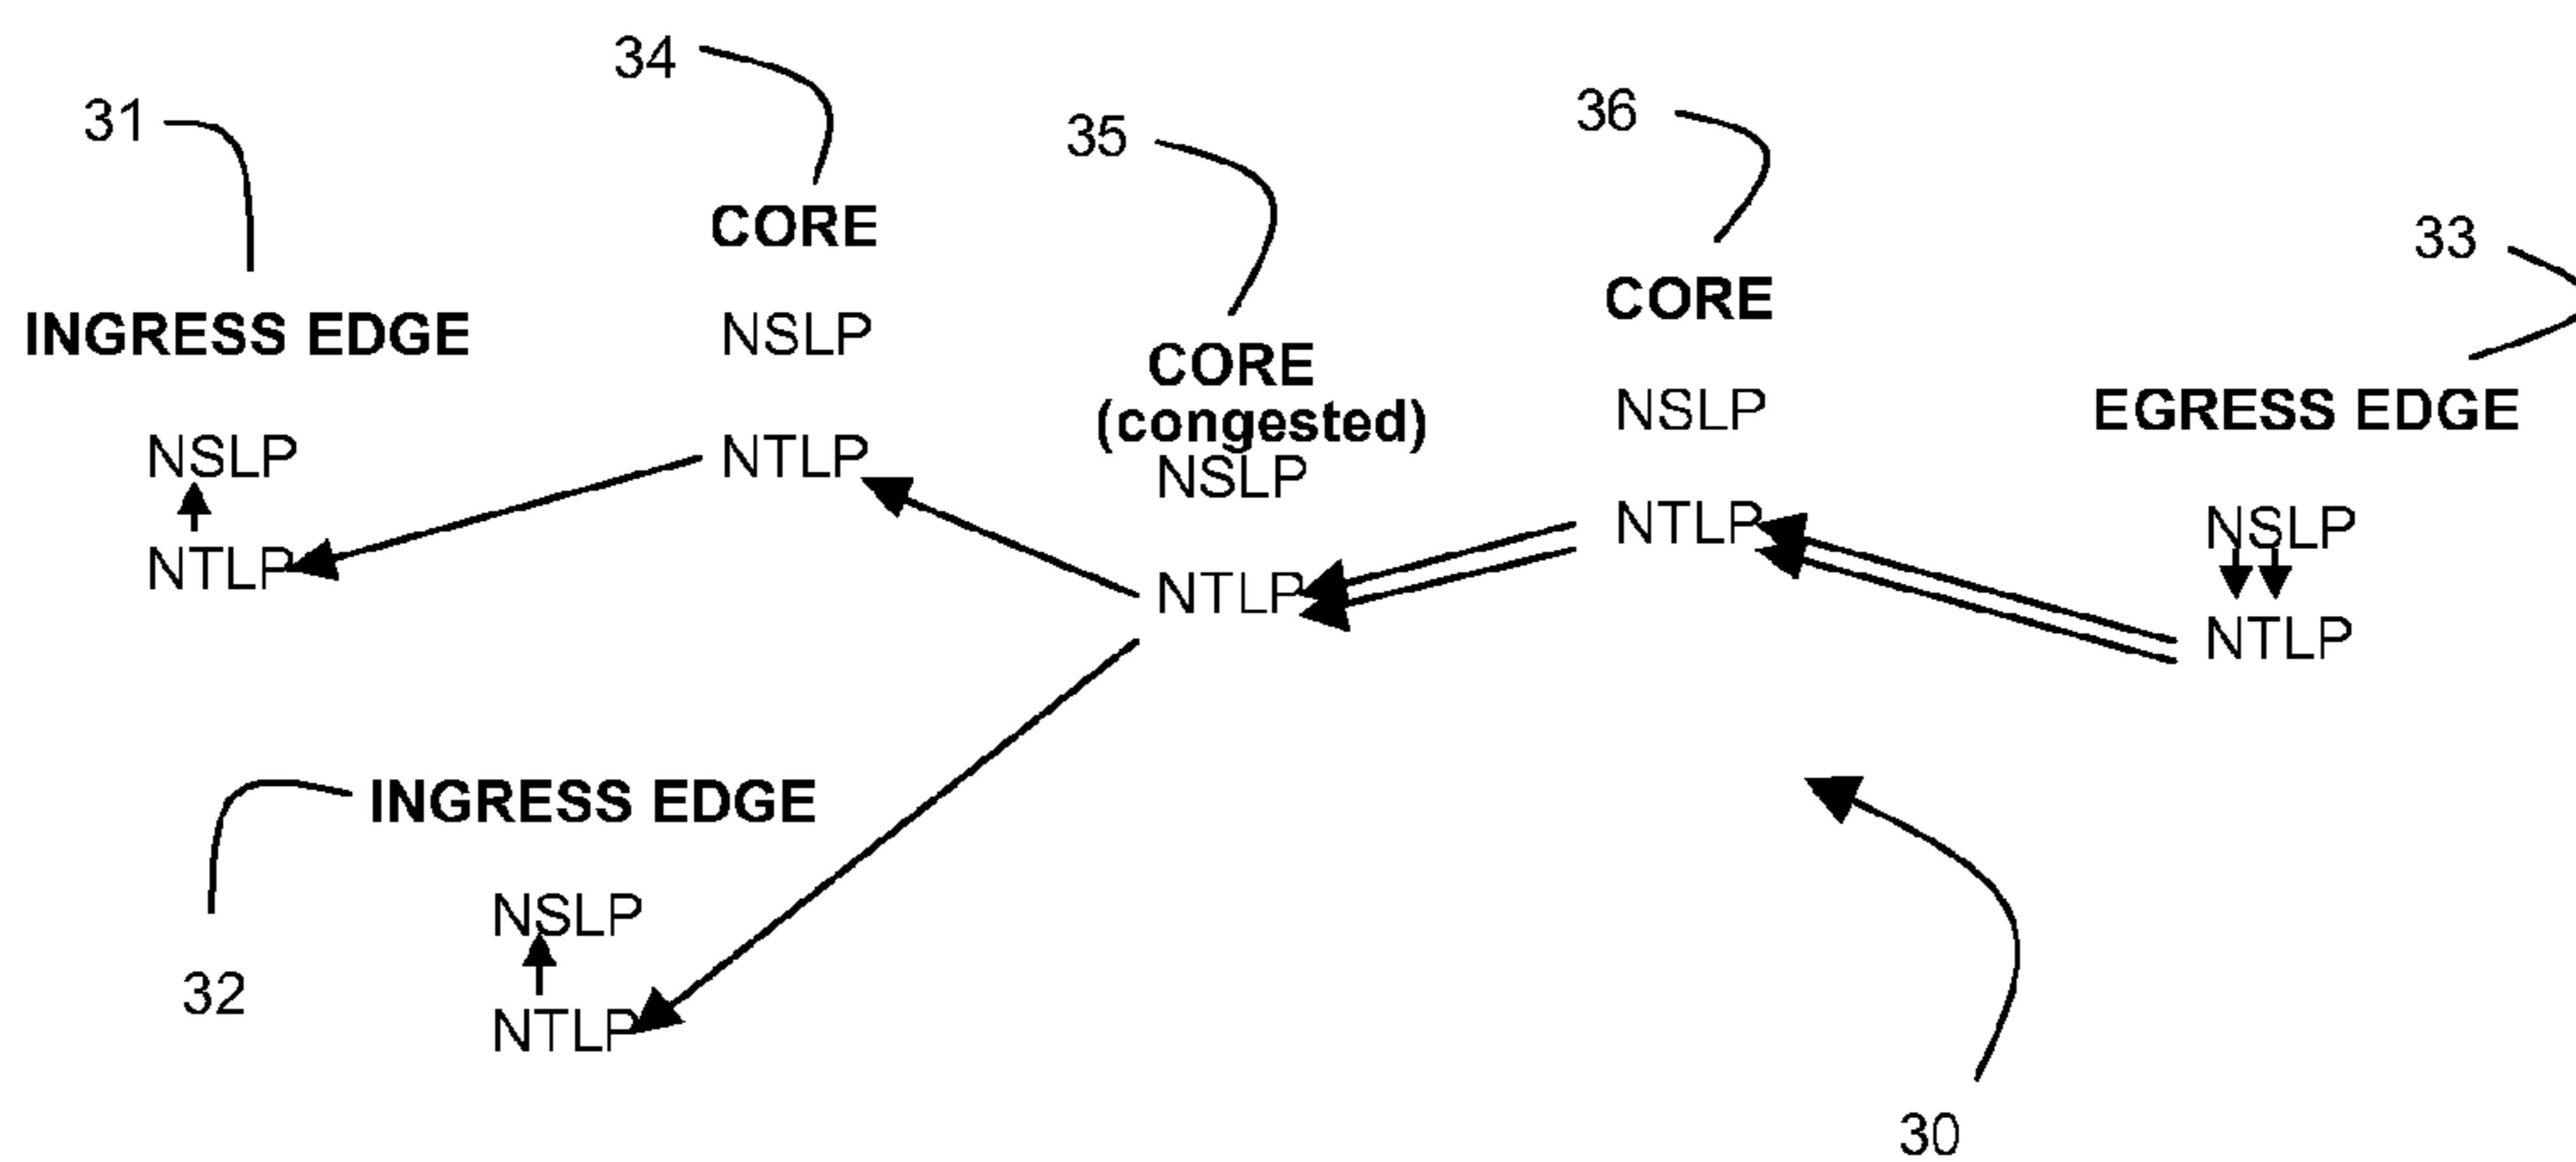 34
31
36
35
CORE
33
CORE
INGRESS EDGE
NSLP
CORE
(congested)
NSLP
NSLP
EGRESS EDGE
NSLP
NTLP
NTLP
NSLP
NTLP
NTLP
NTLP
INGRESS EDGE
NSLP
32
NTLP
30